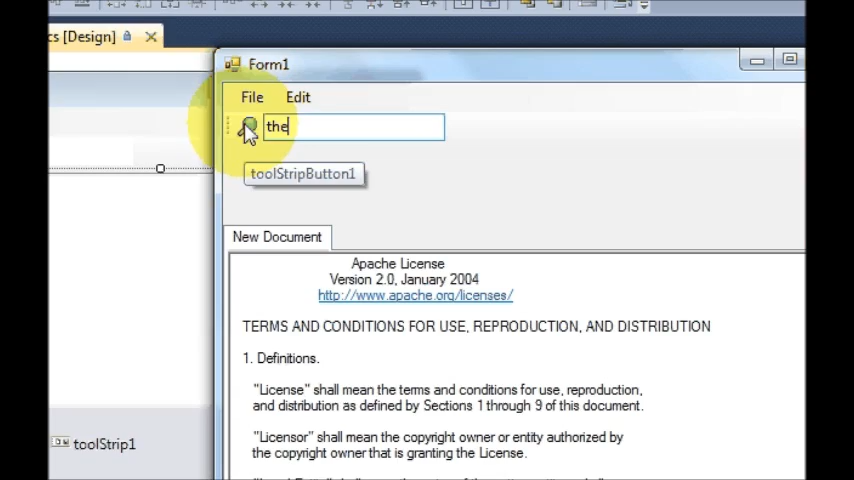 cs [Design]
Form1
File Edit
the
toolStripButton1
New Document
Apache License
Version 2.0, January 2004
http://www.apache.org/licenses/
TERMS AND CONDITIONS FOR USE, REPRODUCTION, AND DISTRIBUTION
1. Definitions.
"License" shall mean the terms and conditions for use, reproduction,
and distribution as defined by Sections 1 through 9 of this document.
"Licensor" shall mean the copyright owner or entity authorized by
the copyright owner that is granting the License.
toolStrip1